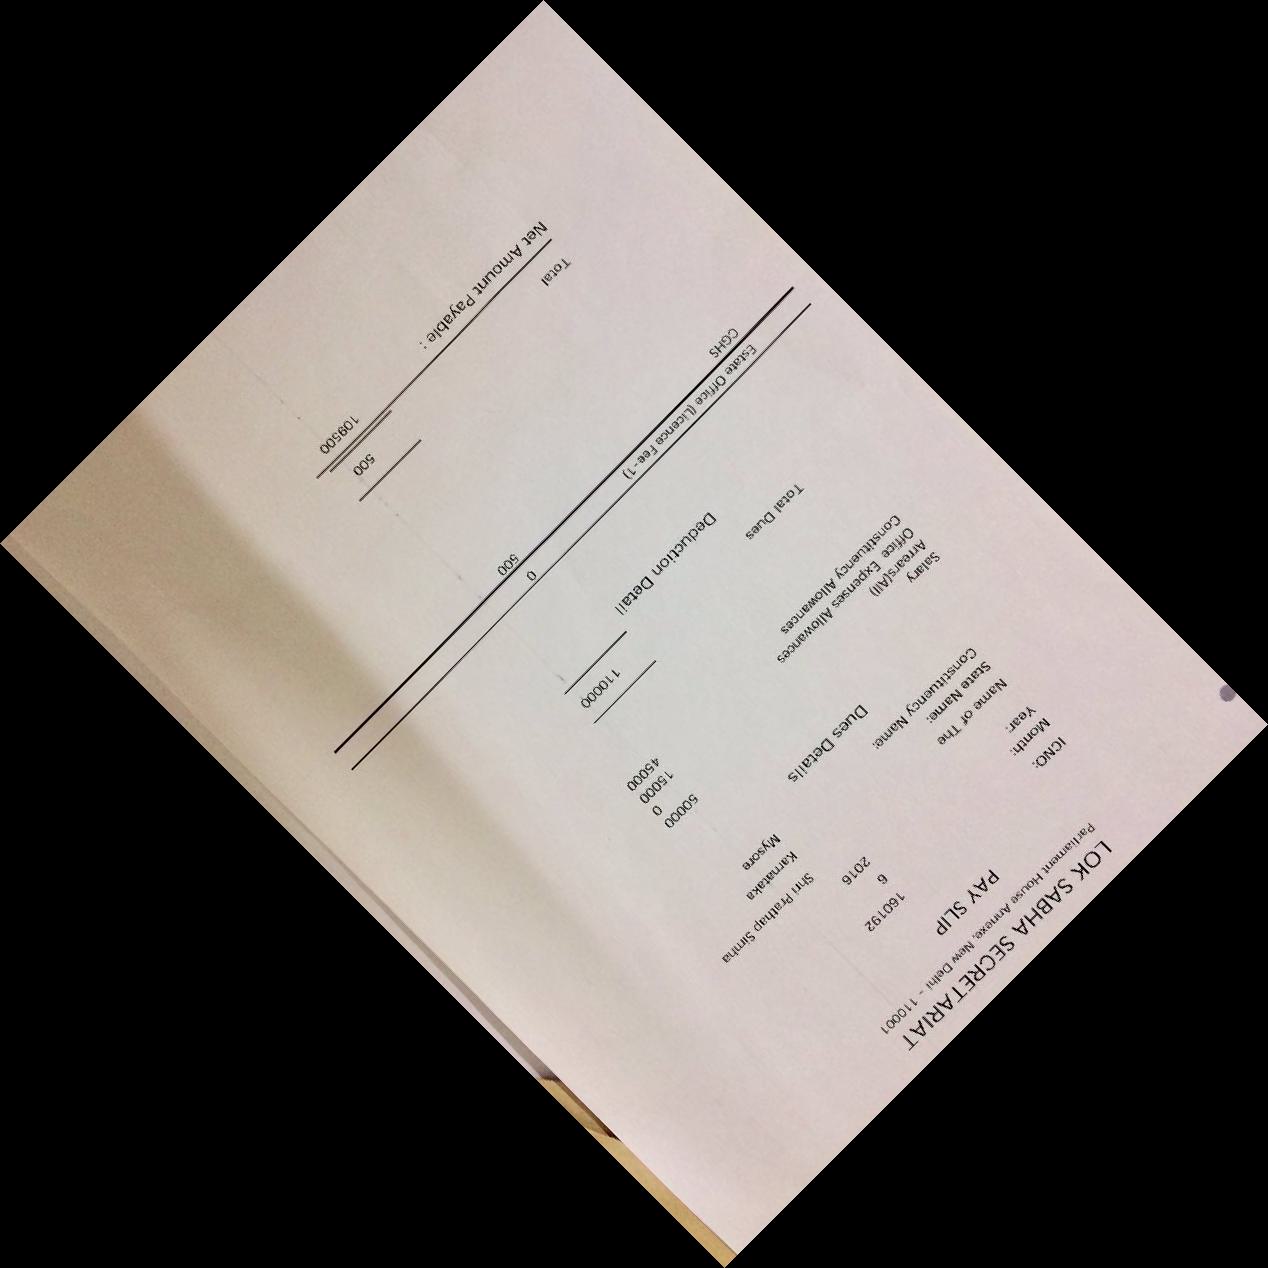 LOK SABHA SECRETARIAT
Parliament House Annexe, New Delhi - 110001
PAY SLIP
ICNO: 160192
Month: 6
Year: 2016
Name of The Shri Prathap Simha
State Name: Karnataka
Constituency Name: Mysore
Dues Details
Salary 50000
Arrears(All) 0
Office Expenses Allowances 15000
Constituency Allowances 45000
Total Dues 110000
Deduction Detail
Estate Office (Licence Fee-1) 0
CGHS 500
Total 500
Net Amount Payable : 109500